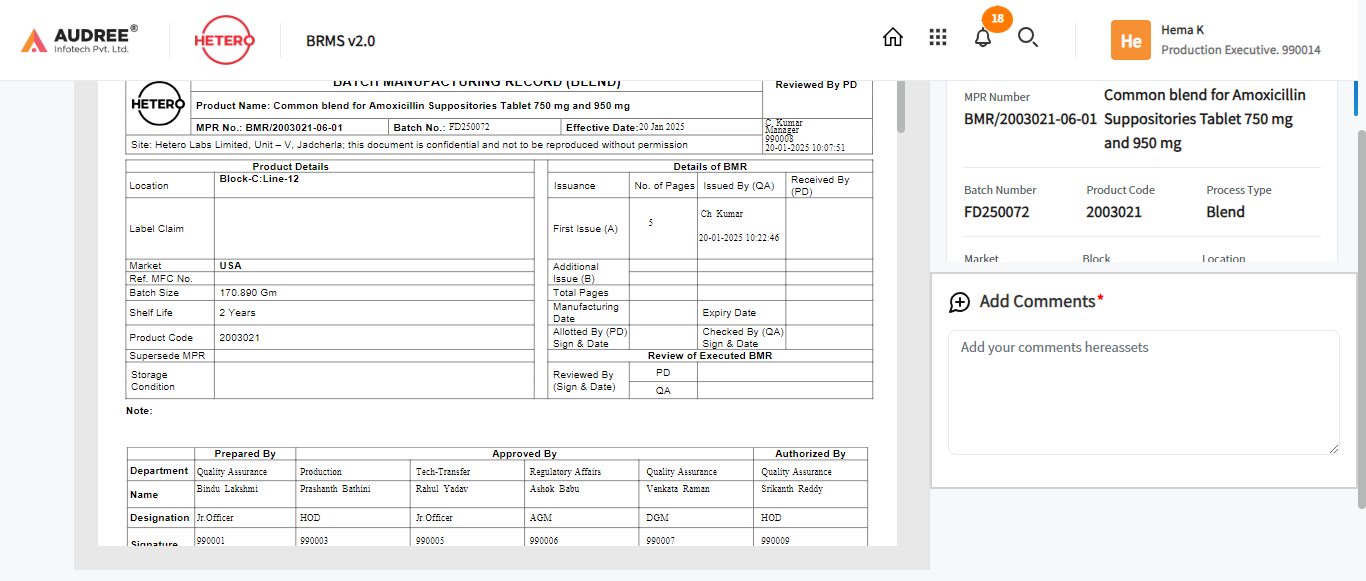 AUDREE®
Infotech Pvt. Ltd.
HETERO
BRMS v2.0
18
He
Hema K
Production Executive. 990014
HETERO
BATCH MANUFACTURING RECORD (BLEND)
Reviewed By PD
Product Name: Common blend for Amoxicillin Suppositories Tablet 750 mg and 950 mg
MPR No.: BMR/2003021-06-01
Batch No.: FD250072
Effective Date:20 Jan 2025
C. Kumar
Manager
990008
20-01-2025 10:07:51
Site: Hetero Labs Limited, Unit – V, Jadcherla; this document is confidential and not to be reproduced without permission
Product Details
Location
Block-C:Line-12
Label Claim
Market
USA
Ref. MFC No.
Batch Size
170.890 Gm
Shelf Life
2 Years
Product Code
2003021
Supersede MPR
Storage
Condition
Details of BMR
Issuance
No. of Pages
Issued By (QA)
Received By
(PD)
First Issue (A)
5
Ch Kumar
20-01-2025 10:22:46
Additional
Issue (B)
Total Pages
Manufacturing
Date
Expiry Date
Allotted By (PD)
Sign & Date
Checked By (QA)
Sign & Date
Review of Executed BMR
Reviewed By
(Sign & Date)
PD
QA
Note:
Prepared By
Approved By
Authorized By
Department
Quality Assurance
Production
Tech-Transfer
Regulatory Affairs
Quality Assurance
Quality Assurance
Name
Bindu Lakshmi
Prashanth Bathini
Rahul Yadav
Ashok Babu
Venkata Raman
Srikanth Reddy
Designation
Jr.Officer
HOD
Jr.Officer
AGM
DGM
HOD
Signature
990001
990003
990005
990006
990007
990009
MPR Number
BMR/2003021-06-01
Common blend for Amoxicillin
Suppositories Tablet 750 mg
and 950 mg
Batch Number
Product Code
Process Type
FD250072
2003021
Blend
Market
Block
Location
Add Comments*
Add your comments hereassets